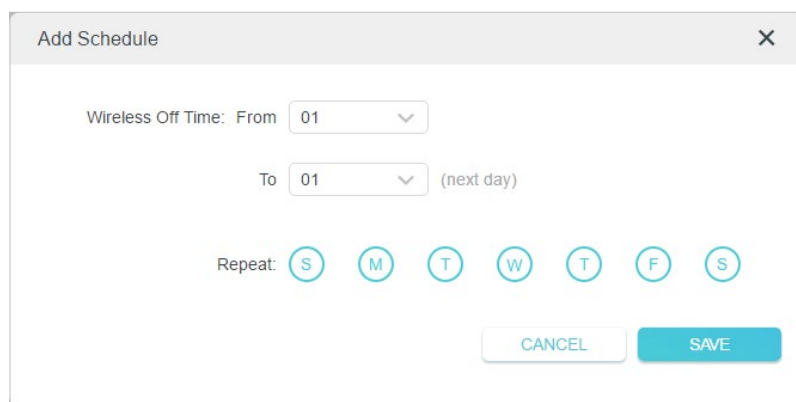 Add Schedule
Wireless Off Time: From 01
To 01 (next day)
Repeat: S M T W T F S
CANCEL SAVE